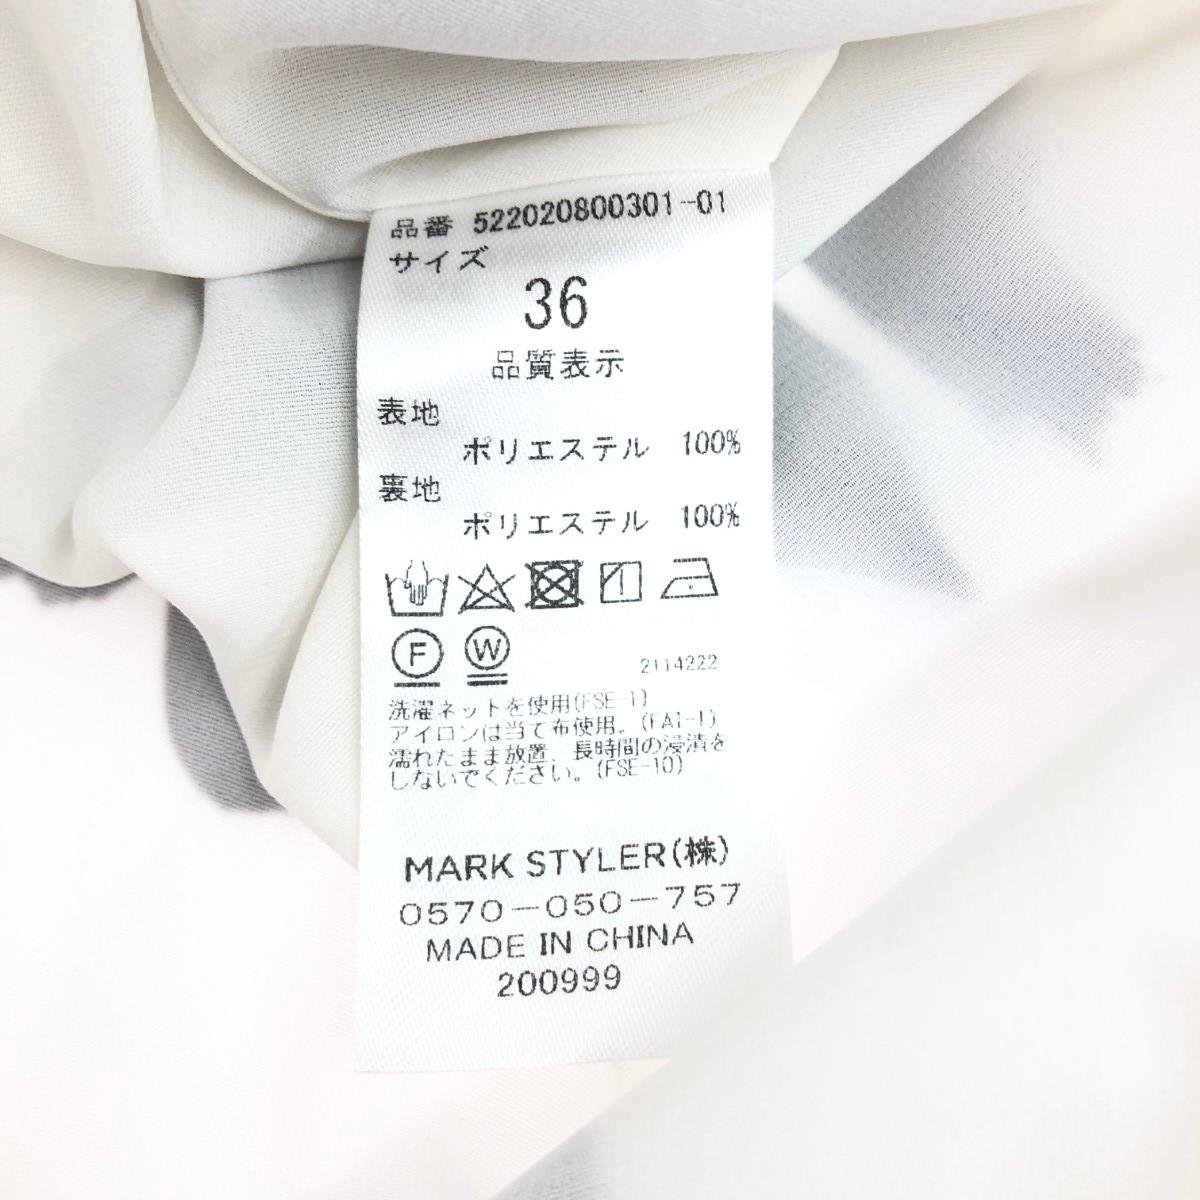 品番 522020800301-01
サイズ
36
品質表示
表地
ポリエステル 100%
裏地
ポリエステル 100%
F W
2114222
洗濯ネットを使用(FSE-1)
アイロンは当て布使用。(FA1-1)
濡れたまま放置、長時間の浸漬を
しないでください。(FSE-10)
MARK STYLER(株)
0570-050-757
MADE IN CHINA
200999